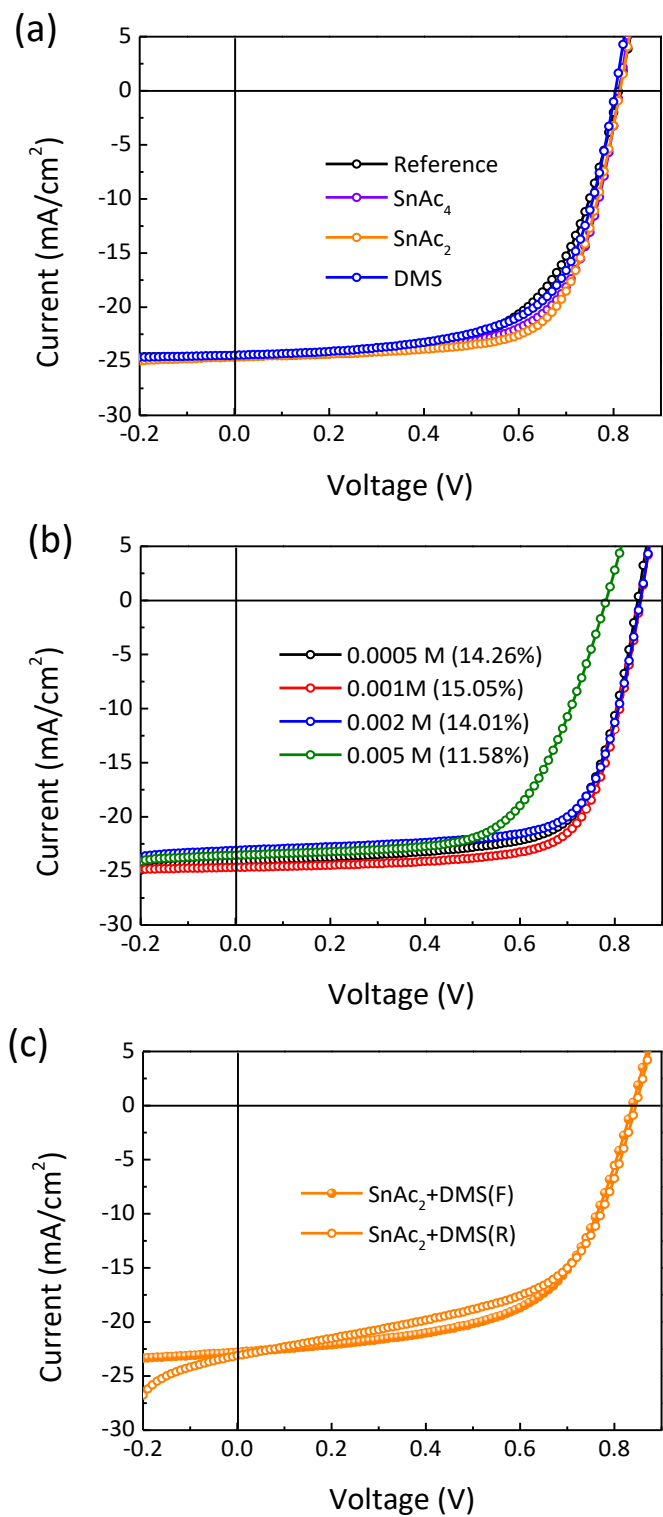 (a)
5
0
-5
-10
-15
-20
-25
-30
Current (mA/cm²)
Reference
SnAc₄
SnAc₂
DMS
-0.2 0.0 0.2 0.4 0.6 0.8
Voltage (V)
(b)
5
0
-5
-10
-15
-20
-25
-30
Current (mA/cm²)
0.0005 M (14.26%)
0.001M (15.05%)
0.002 M (14.01%)
0.005 M (11.58%)
-0.2 0.0 0.2 0.4 0.6 0.8
Voltage (V)
(c)
5
0
-5
-10
-15
-20
-25
-30
Current (mA/cm²)
SnAc₂+DMS(F)
SnAc₂+DMS(R)
-0.2 0.0 0.2 0.4 0.6 0.8
Voltage (V)